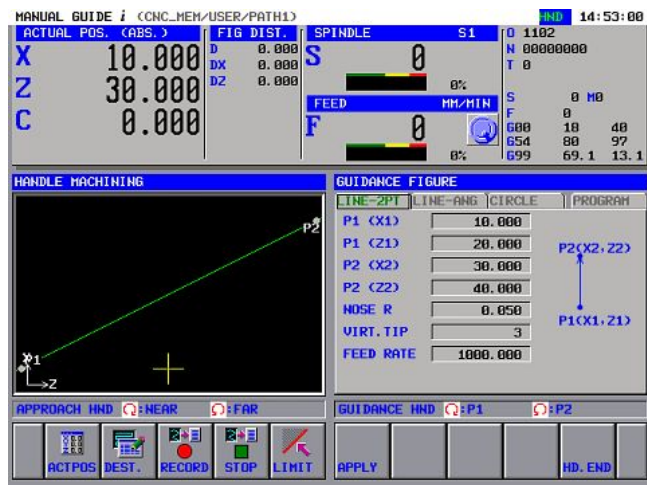 MANUAL GUIDE i (CNC_MEM/USER/PATH1) HND 14:53:00
ACTUAL POS. (ABS.) FIG DIST. SPINDLE S1 O 1102
X 10.000 D 0.000 S 0 N 00000000
DX 0.000 T 0
Z 30.000 DZ 0.000 0% S 0 M0
FEED MM/MIN F 0
C 0.000 F 0 G00 18 40
G54 80 97
0% G99 69.1 13.1
HANDLE MACHINING
P2
P1
Z
APPROACH HND :NEAR :FAR
GUIDANCE FIGURE
LINE-2PT LINE-ANG CIRCLE PROGRAM
P1 (X1) 10.000
P1 (Z1) 20.000
P2 (X2) 30.000
P2 (Z2) 40.000
NOSE R 0.050
VIRT.TIP 3
FEED RATE 1000.000
P2(X2,Z2)
P1(X1,Z1)
GUIDANCE HND :P1 :P2
ACTPOS DEST. RECORD STOP LIMIT APPLY HD.END